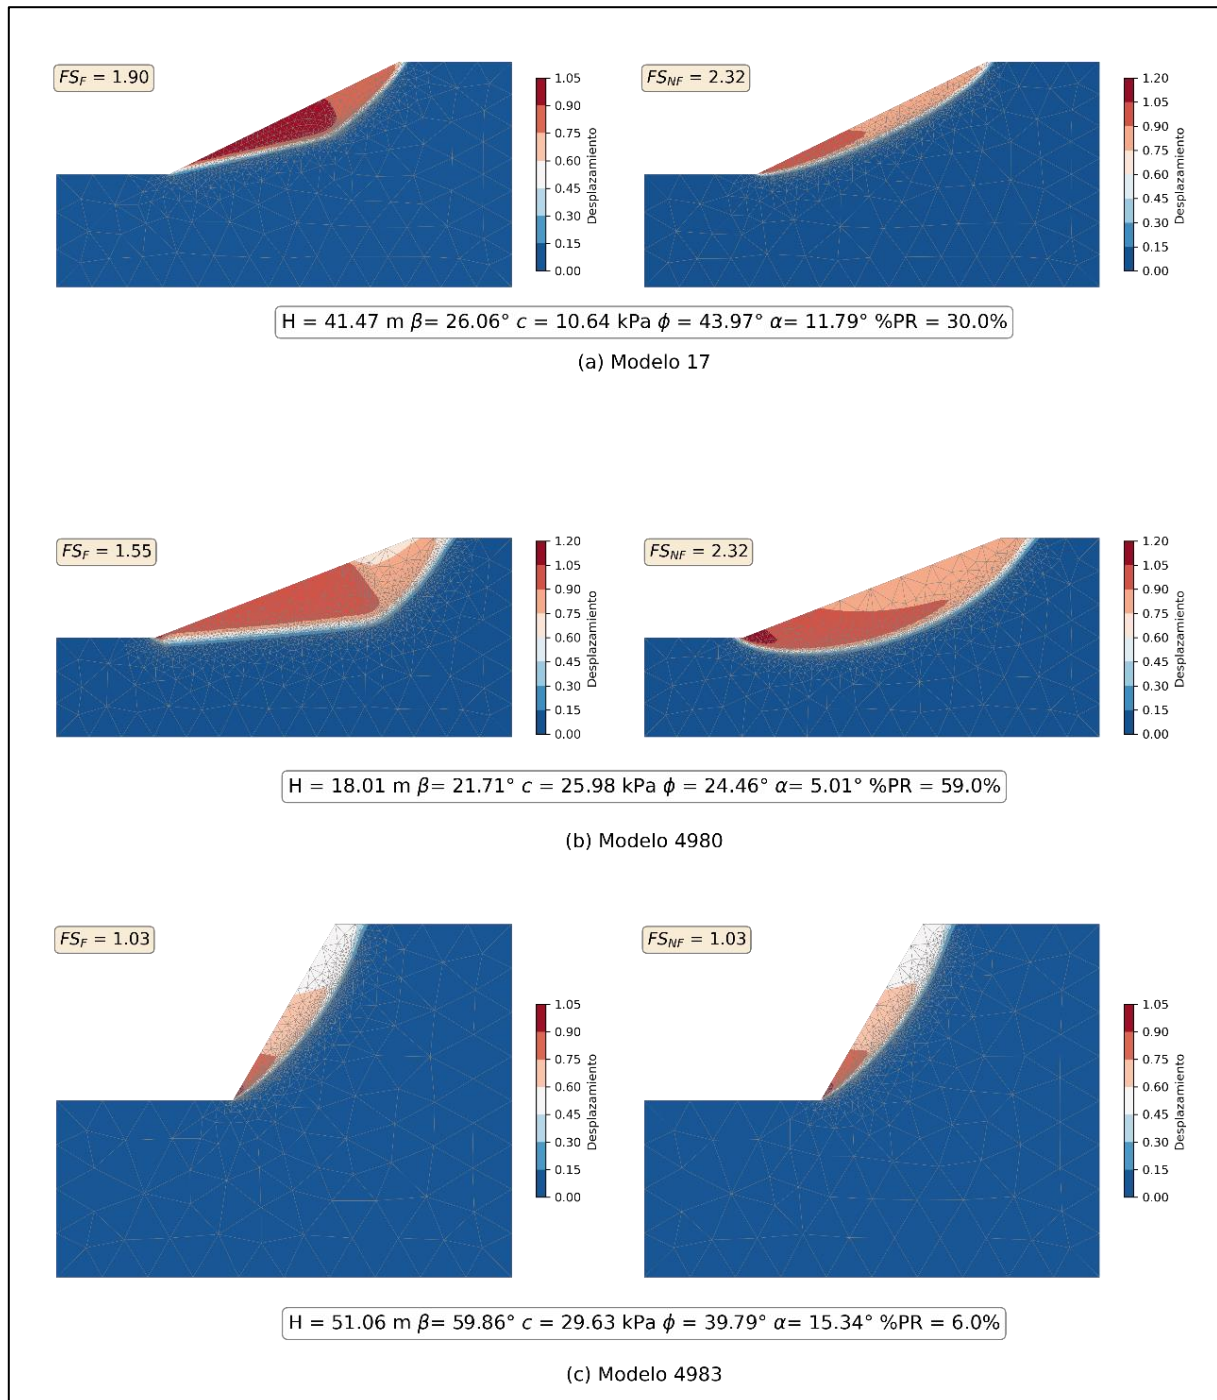 FS_F = 1.90
1.05
0.90
0.75
0.60
0.45
0.30
0.15
0.00
Desplazamiento
FS_NF = 2.32
1.20
1.05
0.90
0.75
0.60
0.45
0.30
0.15
0.00
Desplazamiento
H = 41.47 m β= 26.06° c = 10.64 kPa ϕ = 43.97° α= 11.79° %PR = 30.0%
(a) Modelo 17
FS_F = 1.55
1.20
1.05
0.90
0.75
0.60
0.45
0.30
0.15
0.00
Desplazamiento
FS_NF = 2.32
1.20
1.05
0.90
0.75
0.60
0.45
0.30
0.15
0.00
Desplazamiento
H = 18.01 m β= 21.71° c = 25.98 kPa ϕ = 24.46° α= 5.01° %PR = 59.0%
(b) Modelo 4980
FS_F = 1.03
1.05
0.90
0.75
0.60
0.45
0.30
0.15
0.00
Desplazamiento
FS_NF = 1.03
1.05
0.90
0.75
0.60
0.45
0.30
0.15
0.00
Desplazamiento
H = 51.06 m β= 59.86° c = 29.63 kPa ϕ = 39.79° α= 15.34° %PR = 6.0%
(c) Modelo 4983